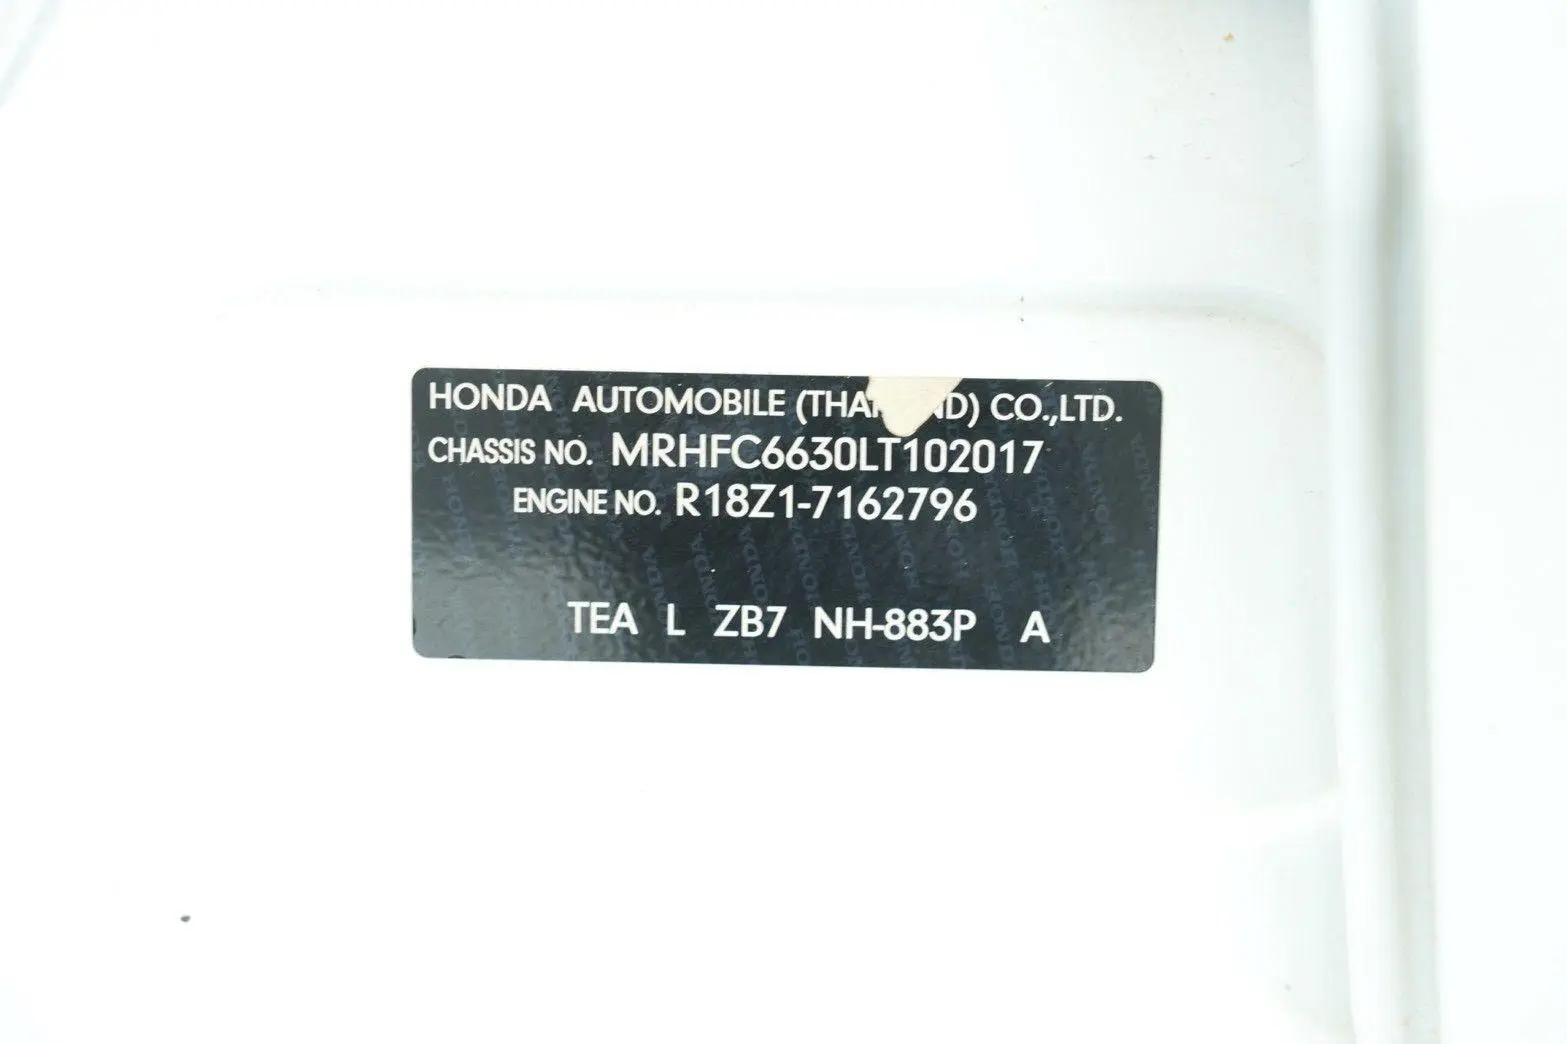 HONDA AUTOMOBILE (THA ND) CO.,LTD.
CHASSIS NO. MRHFC6630LT102017
ENGINE NO. R18Z1-7162796
TEA L ZB7 NH-883P A